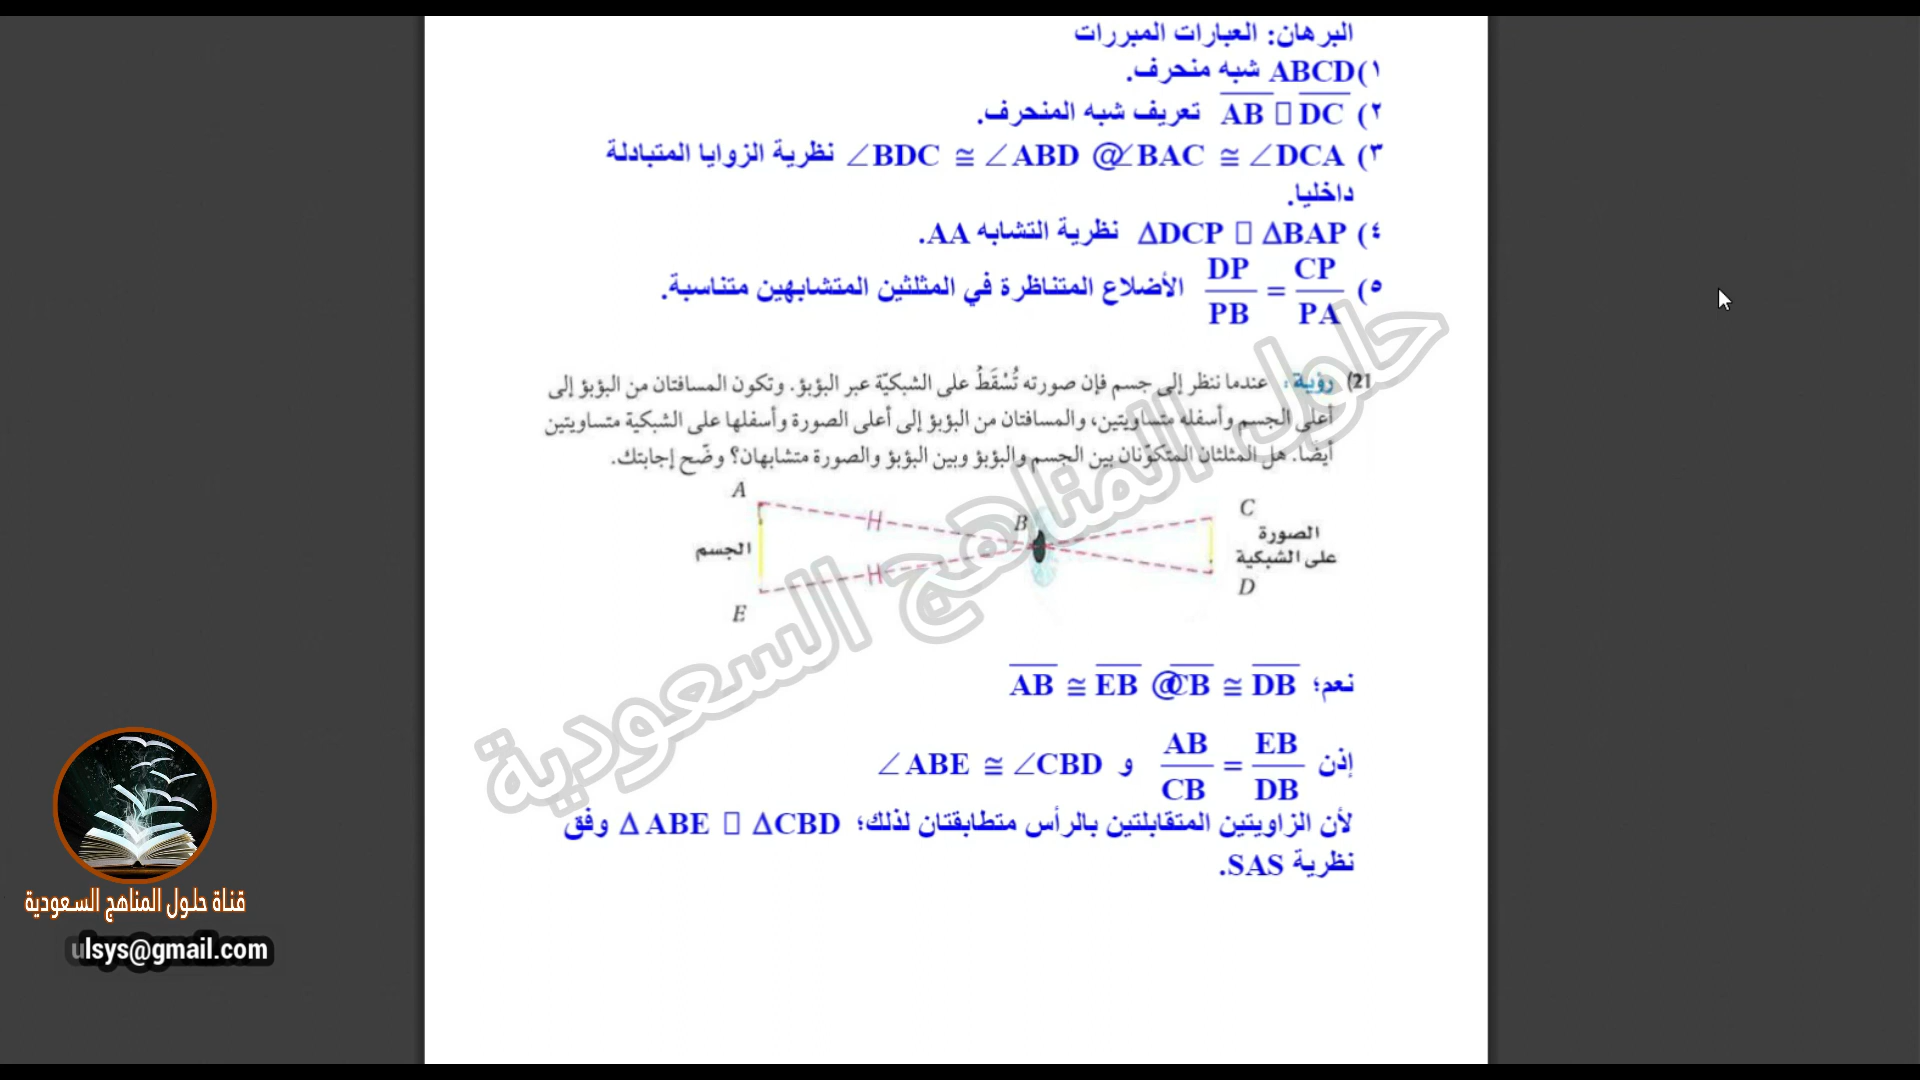 البرهان: العبارات المبررات
١) ABCD شبه منحرف.
٢) AB ▯ DC تعريف شبه المنحرف.
٣) ∠BDC ≅ ∠ABD @∠BAC ≅ ∠DCA نظرية الزوايا المتبادلة
داخليا.
٤) ΔDCP ▯ ΔBAP نظرية التشابه AA.
٥) DP/PB = CP/PA الأضلاع المتناظرة في المثلثين المتشابهين متناسبة.
21) رؤية: عندما ننظر إلى جسم فإن صورته تُسْقَطُ على الشبكيّة عبر البؤبؤ. وتكون المسافتان من البؤبؤ إلى
أعلى الجسم وأسفله متساويتين، والمسافتان من البؤبؤ إلى أعلى الصورة وأسفلها على الشبكية متساويتين
أيضًا. هل المثلثان المتكوّنان بين الجسم والبؤبؤ وبين البؤبؤ والصورة متشابهان؟ وضّح إجابتك.
A
B
C
الصورة
على الشبكية
الجسم
D
E
نعم؛ AB ≅ EB @CB ≅ DB
إذن AB/CB = EB/DB و ∠ABE ≅ ∠CBD
لأن الزاويتين المتقابلتين بالرأس متطابقتان لذلك؛ Δ ABE ▯ ΔCBD وفق
نظرية SAS.
حلول المناهج السعودية
قناة حلول المناهج السعودية
ulsys@gmail.com